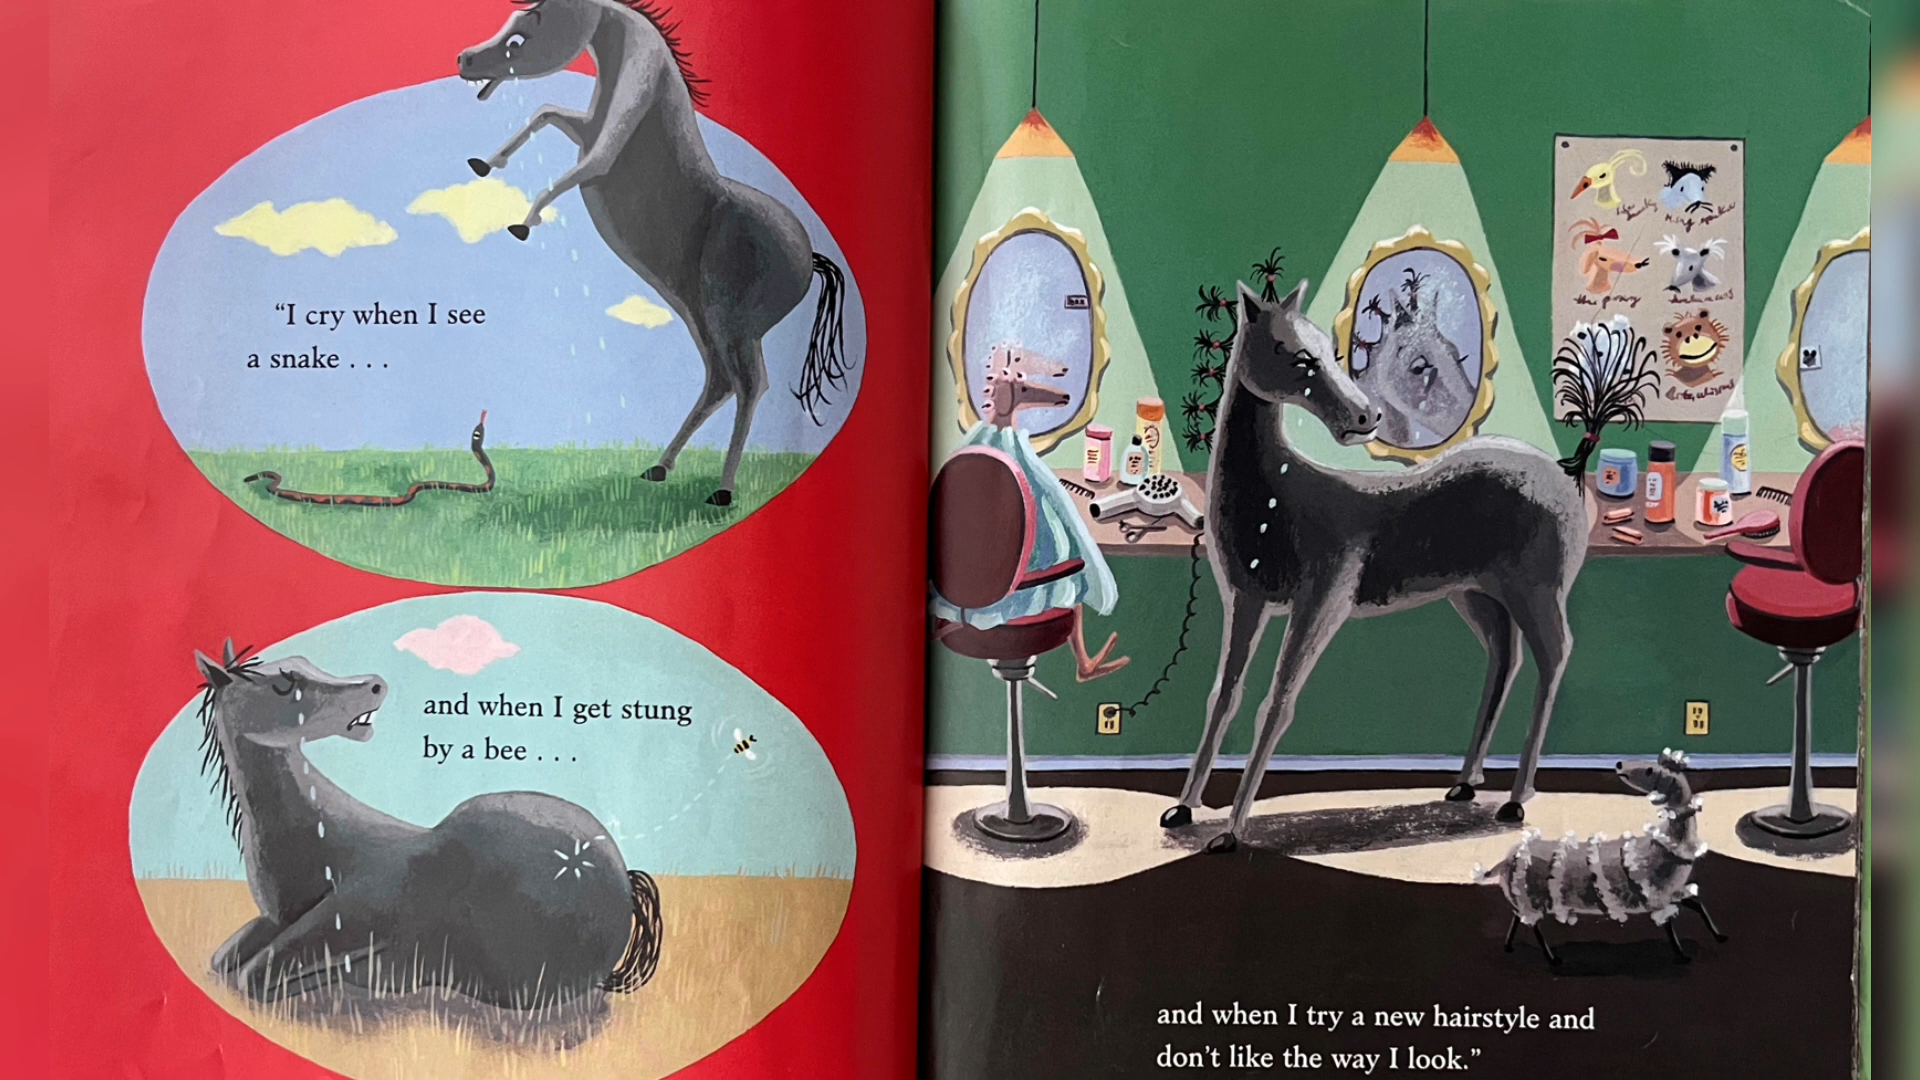 “I cry when I see
a snake . . .
and when I get stung
by a bee . . .
and when I try a new hairstyle and
don’t like the way I look.”